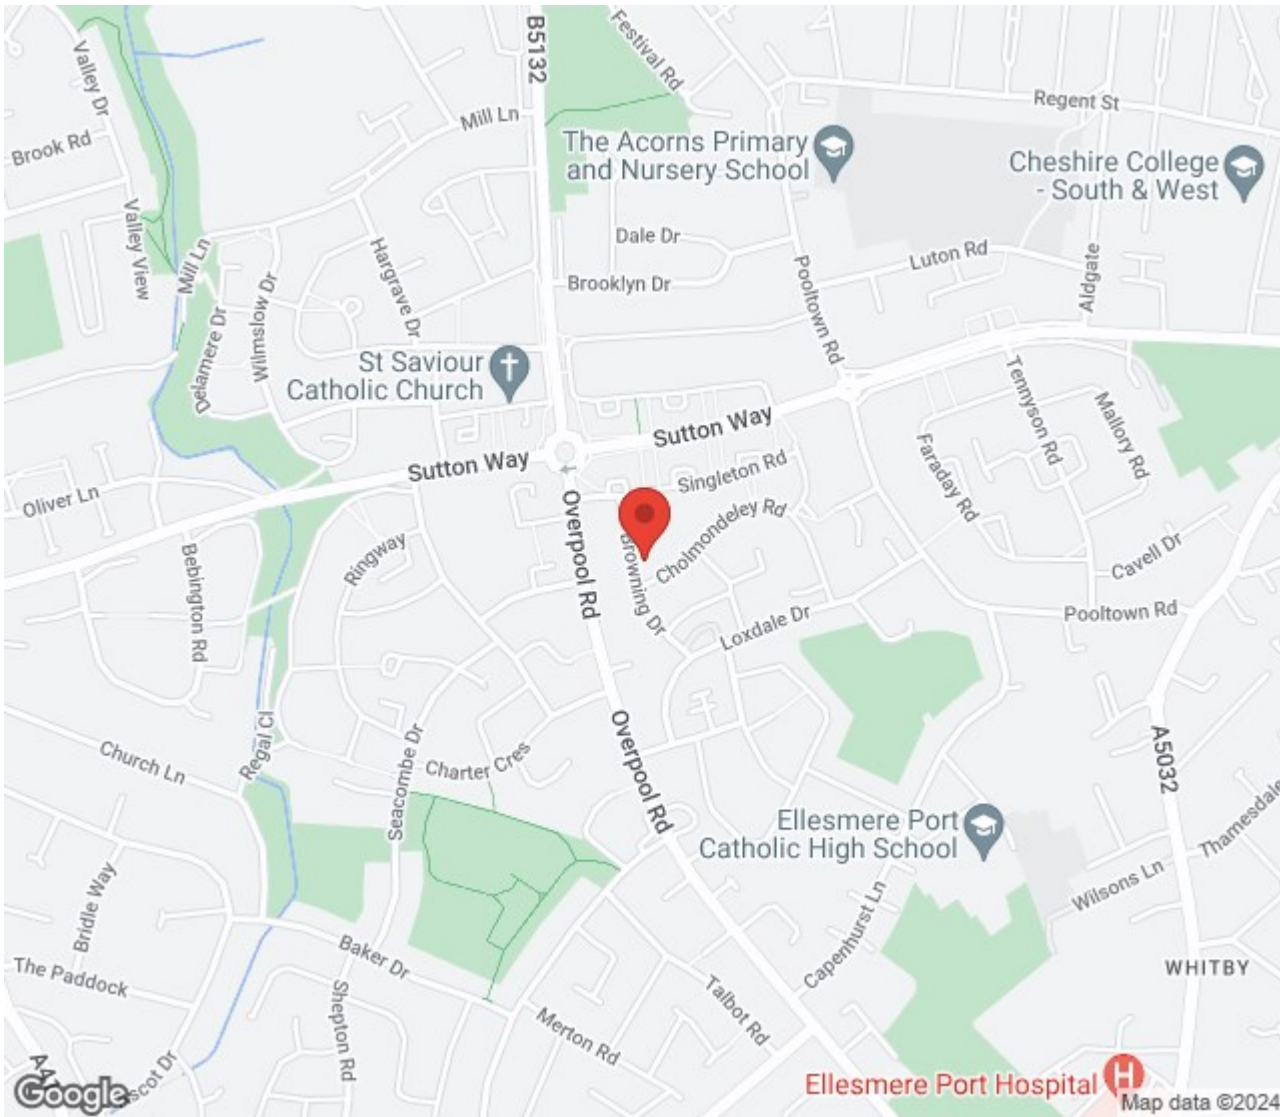 B5132
Festival Rd
Valley Dr
Regent St
Mill Ln
Brook Rd
The Acorns Primary
and Nursery School
Cheshire College
- South & West
Valley View
Mill Ln
Hargrave Dr
Dale Dr
Luton Rd
Brooklyn Dr
Pooltown Rd
Aldgate
Delamere Dr
Wilmslow Dr
St Saviour
Catholic Church
Tennyson Rd
Mallory Rd
Sutton Way
Sutton Way
Faraday Rd
Singleton Rd
Oliver Ln
Cholmondeley Rd
Overpool Rd
Browning Dr
Ringway
Bebington Rd
Cavell Dr
Loxdale Dr
Pooltown Rd
Regal Cl
Church Ln
Seacombe Dr
Charter Cres
Overpool Rd
A5032
Ellesmere Port
Catholic High School
Thamesdale
Wilsons Ln
Bridle Way
Capenhurst Ln
Baker Dr
The Paddock
Shepton Rd
WHITBY
Talbot Rd
Merton Rd
Ellesmere Port Hospital
H
Google
Map data ©2024